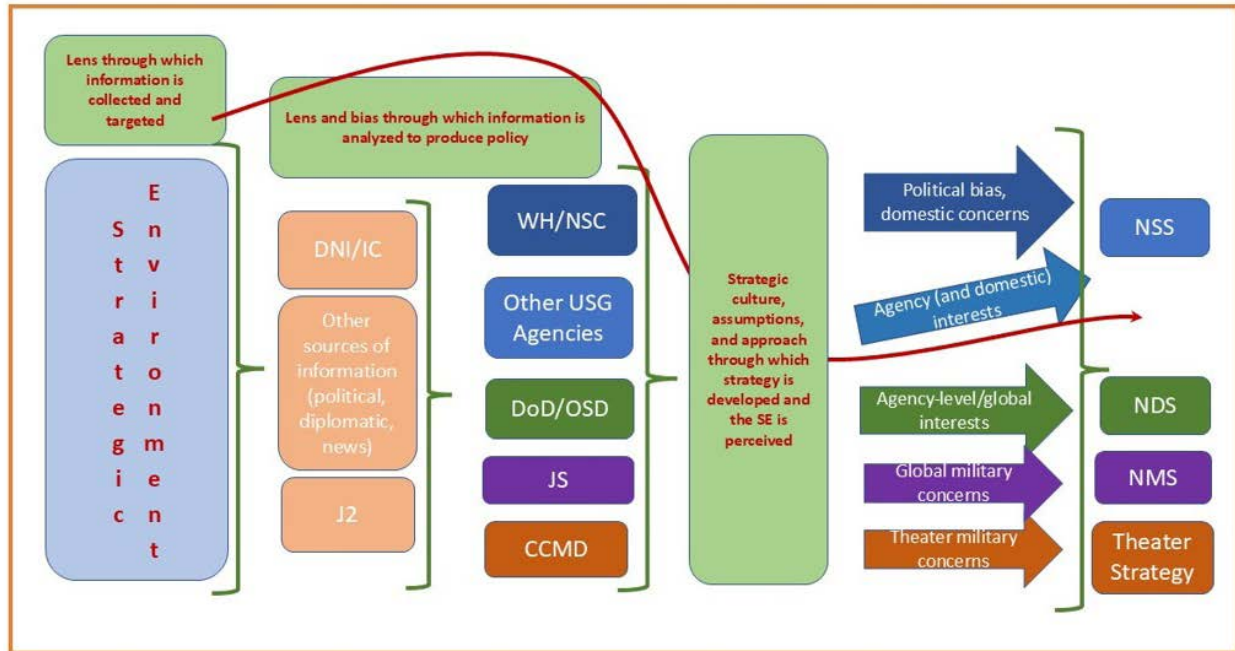 Lens through which
information is
collected and
targeted
Strategic
Environment
Lens and bias through which information is
analyzed to produce policy
DNI/IC
Other
sources of
information
(political,
diplomatic,
news)
J2
WH/NSC
Other USG
Agencies
DoD/OSD
JS
CCMD
Strategic
culture,
assumptions,
and approach
through which
strategy is
developed and
the SE is
perceived
Political bias,
domestic concerns
Agency (and domestic)
interests
Agency-level/global
interests
Global military
concerns
Theater military
concerns
NSS
NDS
NMS
Theater
Strategy